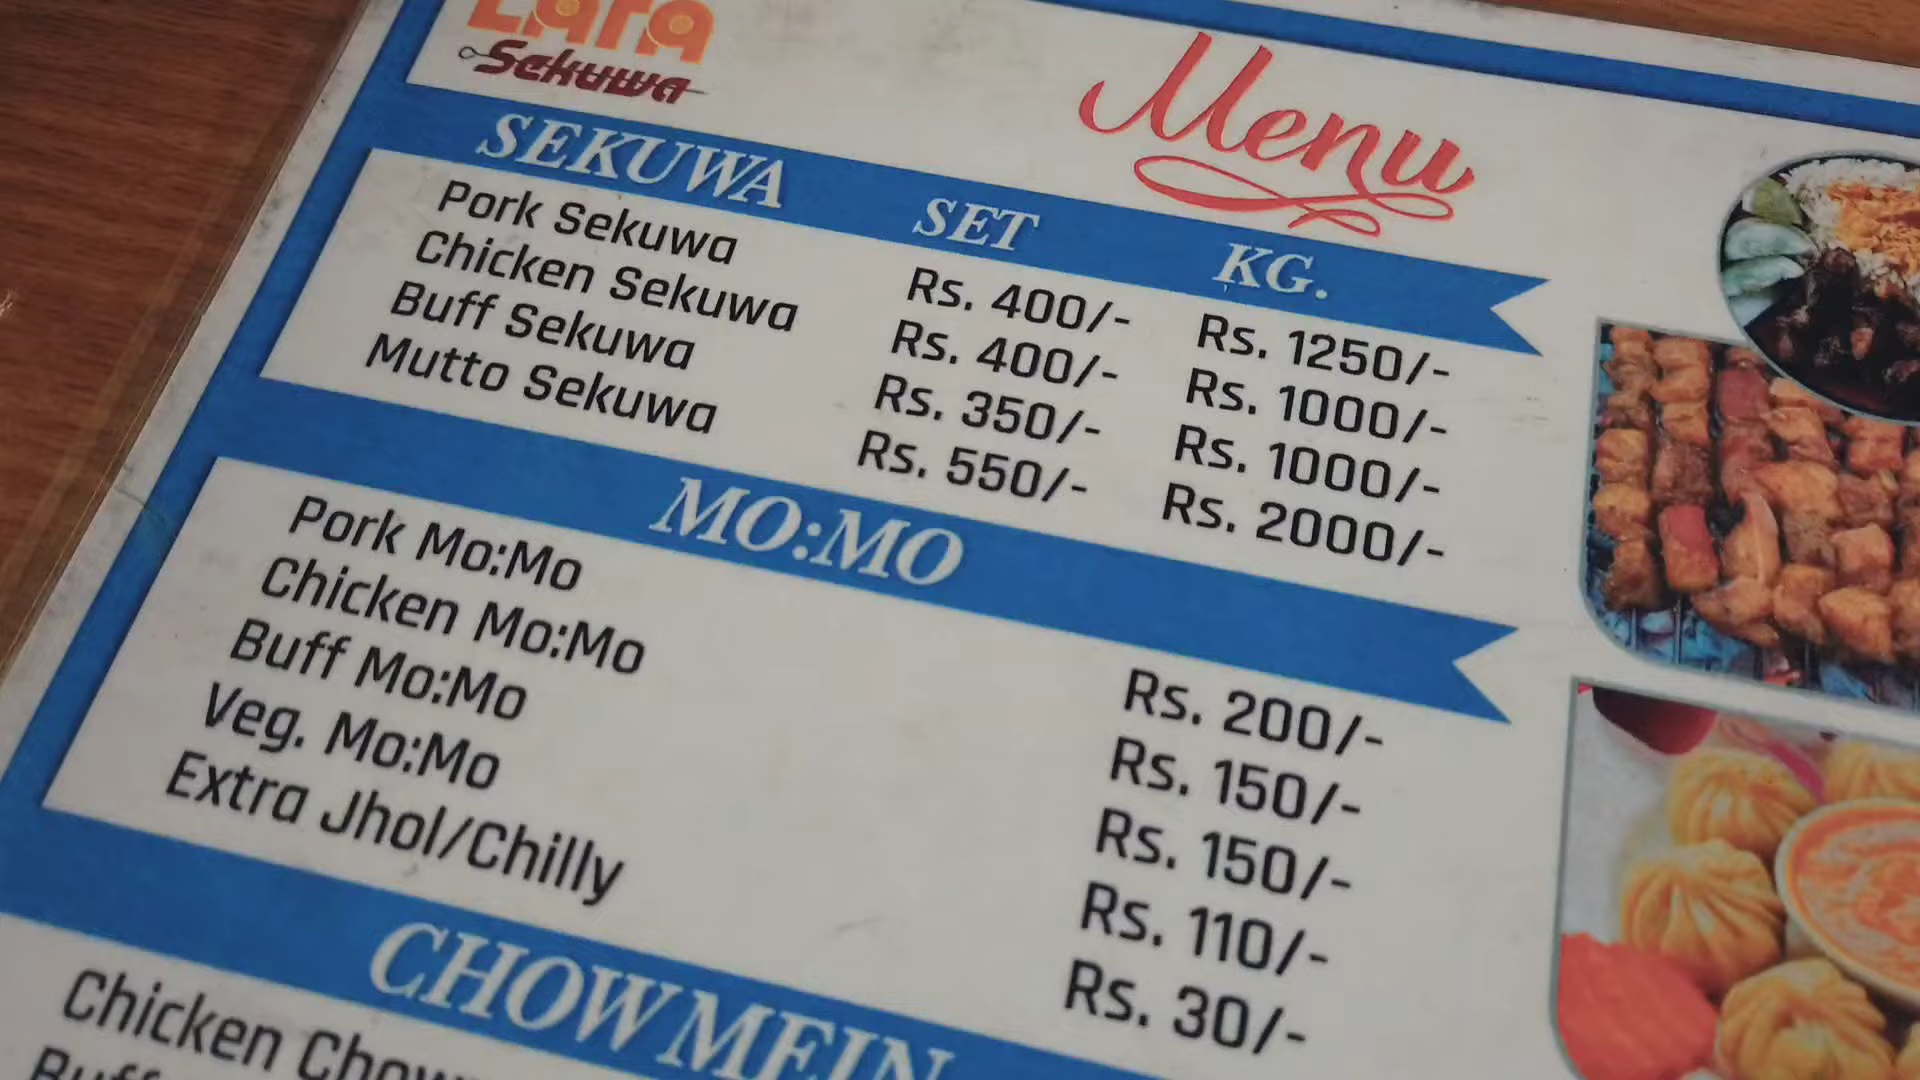 Lara
Sekuwa
Menu
SEKUWA SET KG.
Pork Sekuwa Rs. 400/- Rs. 1250/-
Chicken Sekuwa Rs. 400/- Rs. 1000/-
Buff Sekuwa Rs. 350/- Rs. 1000/-
Mutto Sekuwa Rs. 550/- Rs. 2000/-
MO:MO
Pork Mo:Mo Rs. 200/-
Chicken Mo:Mo Rs. 150/-
Buff Mo:Mo Rs. 150/-
Veg. Mo:Mo Rs. 110/-
Extra Jhol/Chilly Rs. 30/-
CHOWMEIN
Chicken
Buff